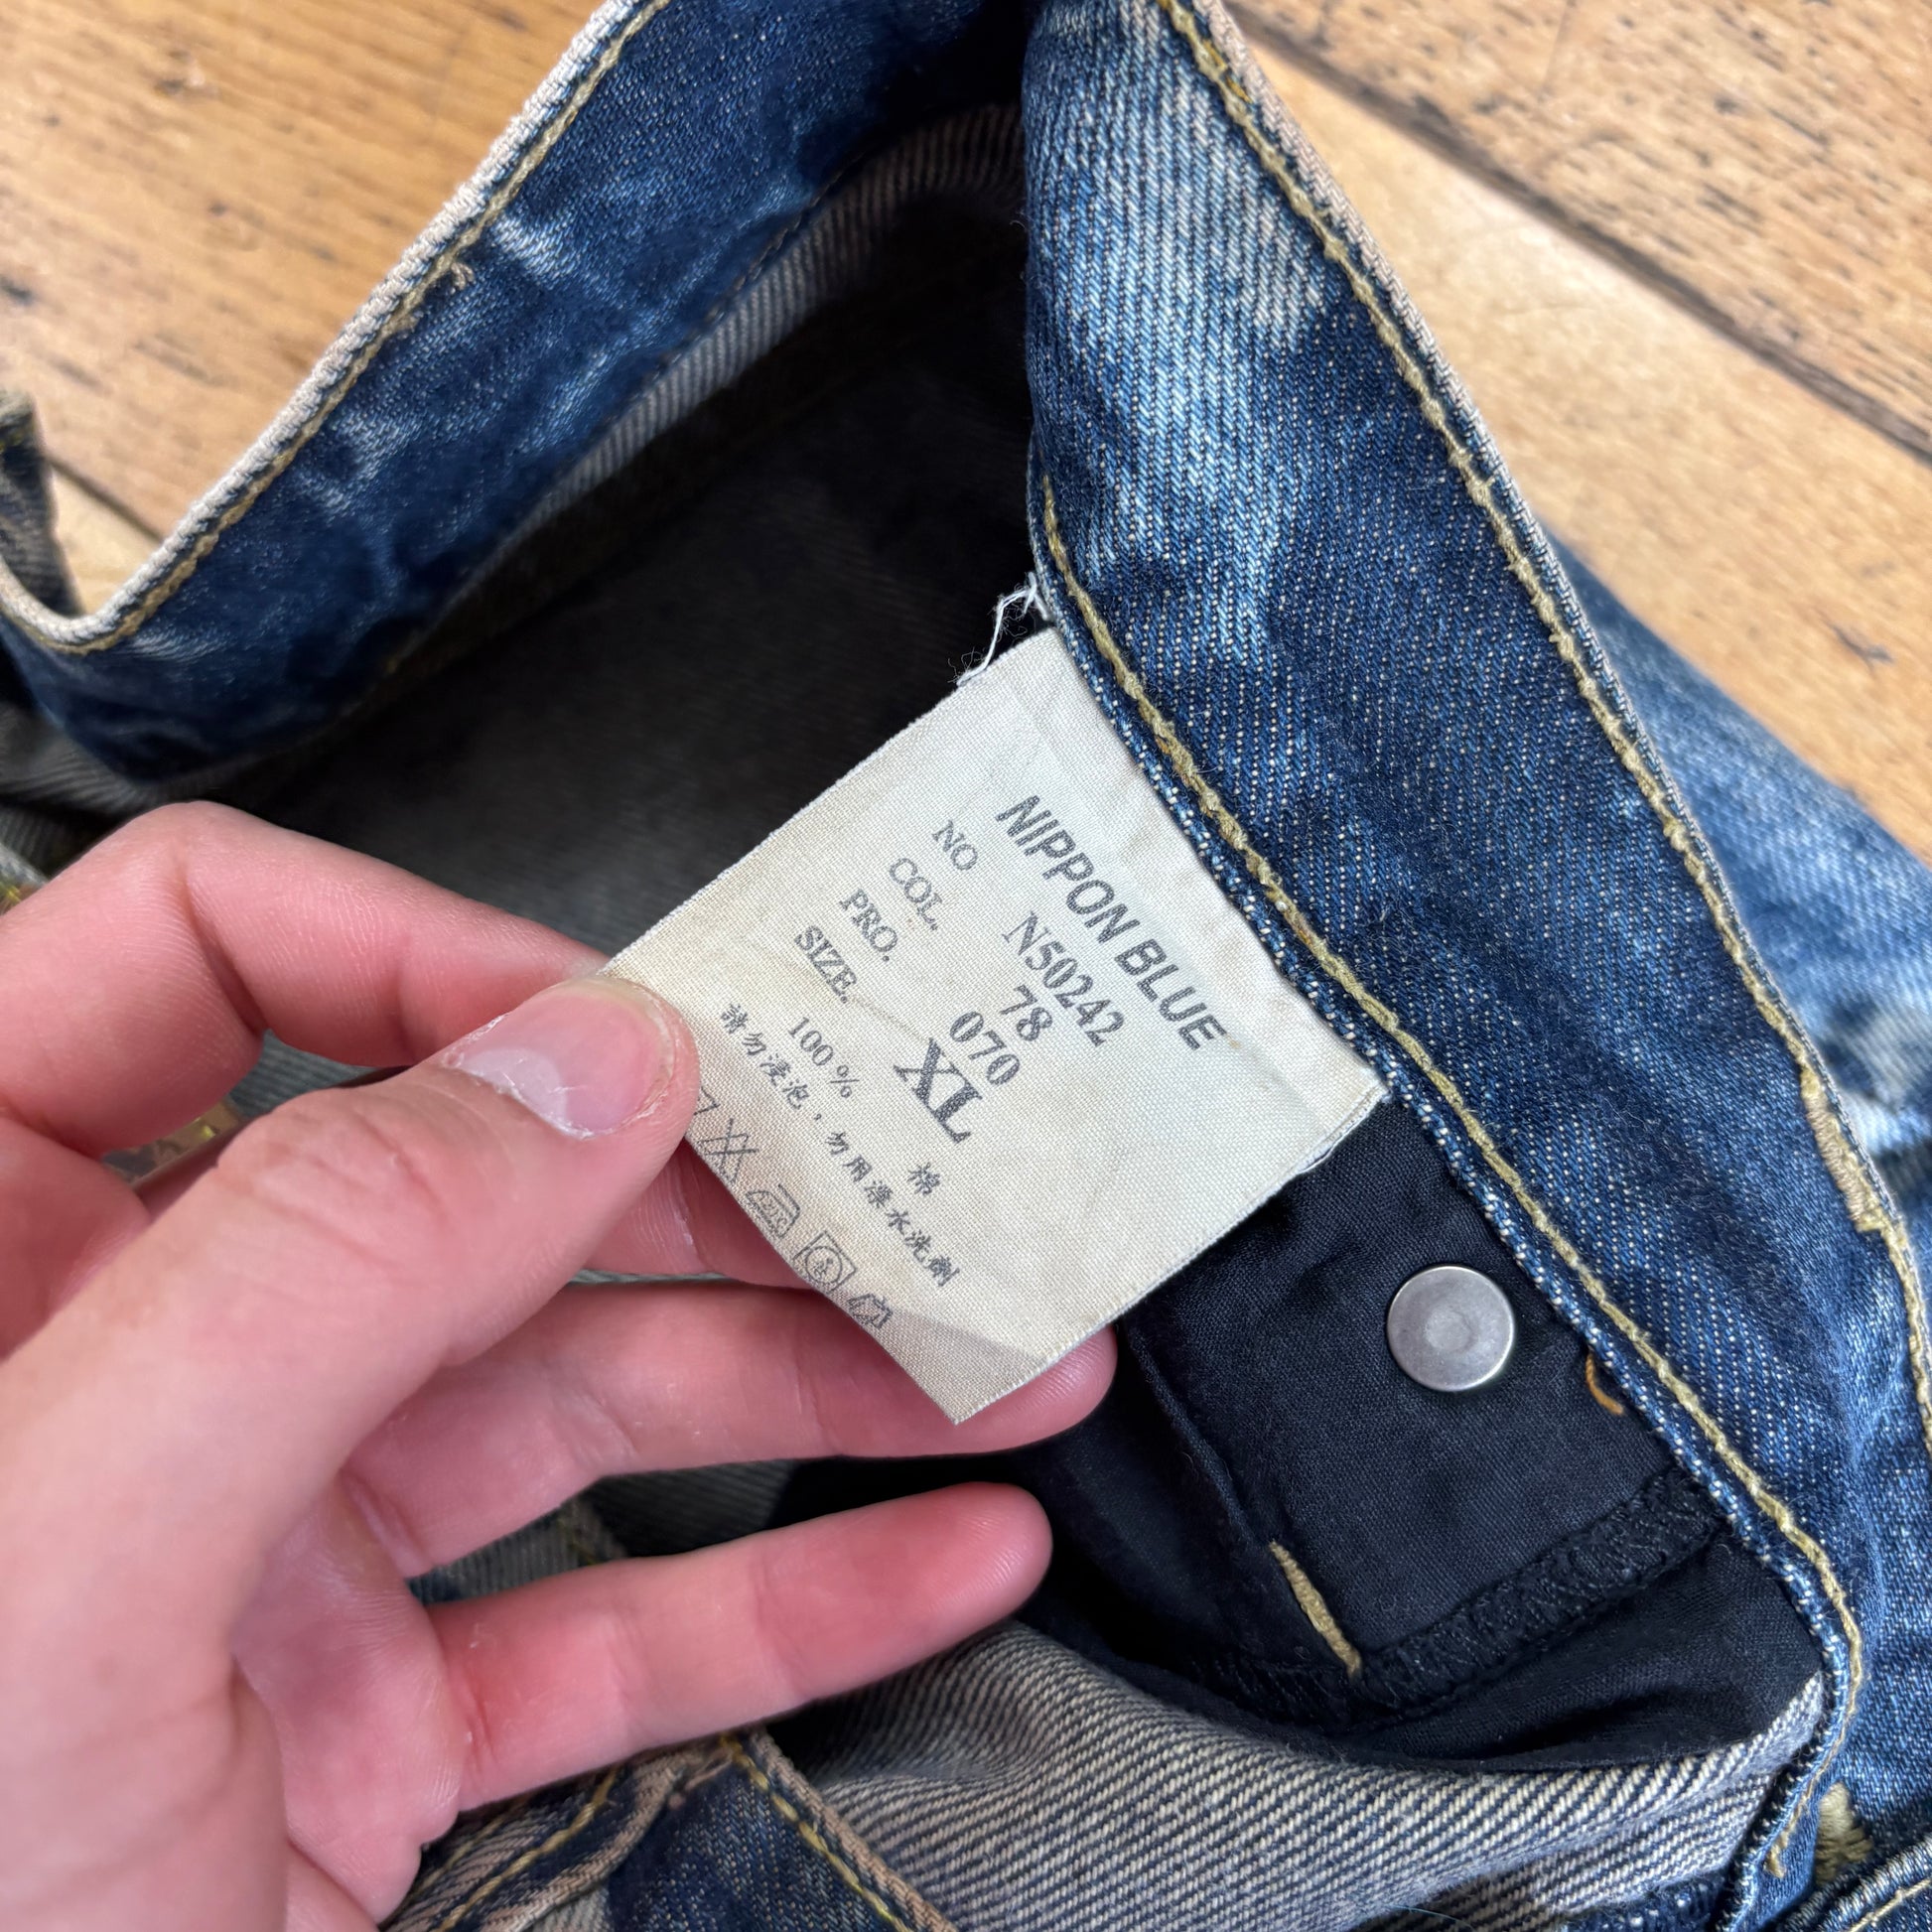 NIPPON BLUE
NO N50242
COL. 78
PRO. 070
SIZE. XL
100% 棉
請勿浸泡，勿用漂水洗劑